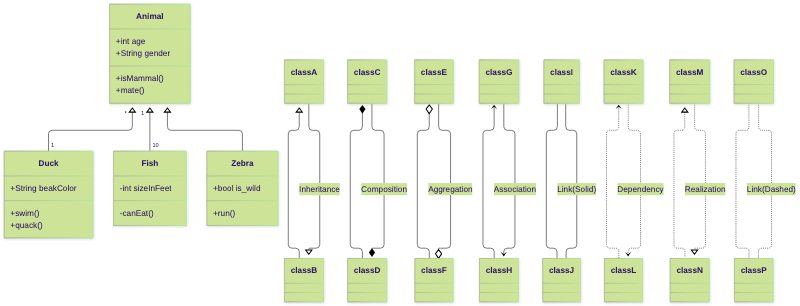 Animal
+int age
+String gender
+isMammal()
+mate()
* 1
1 10
Duck
+String beakColor
+swim()
+quack()
Fish
-int sizeInFeet
-canEat()
Zebra
+bool is_wild
+run()
classA classC classE classG classI classK classM classO
Inheritance Composition Aggregation Association Link(Solid) Dependency Realization Link(Dashed)
classB classD classF classH classJ classL classN classP